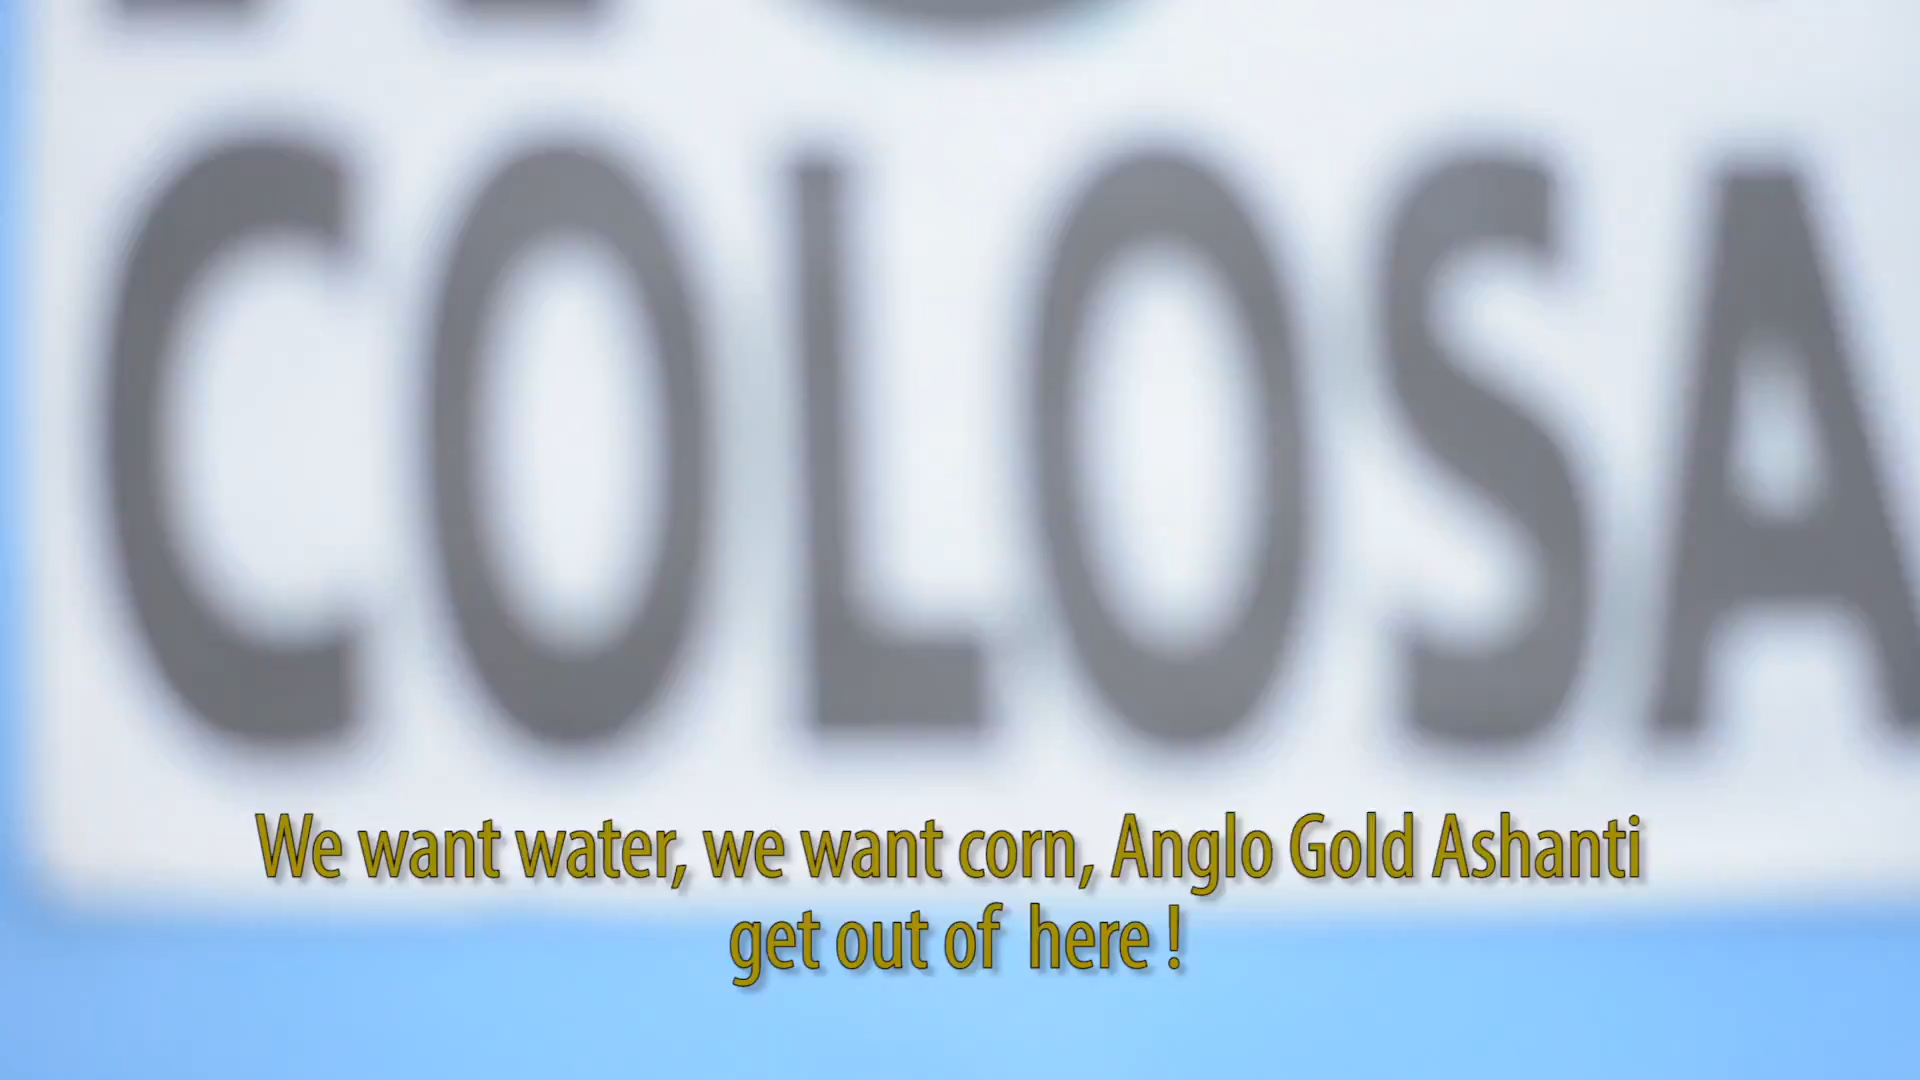 COLOSA
We want water, we want corn, Anglo Gold Ashanti
get out of here !